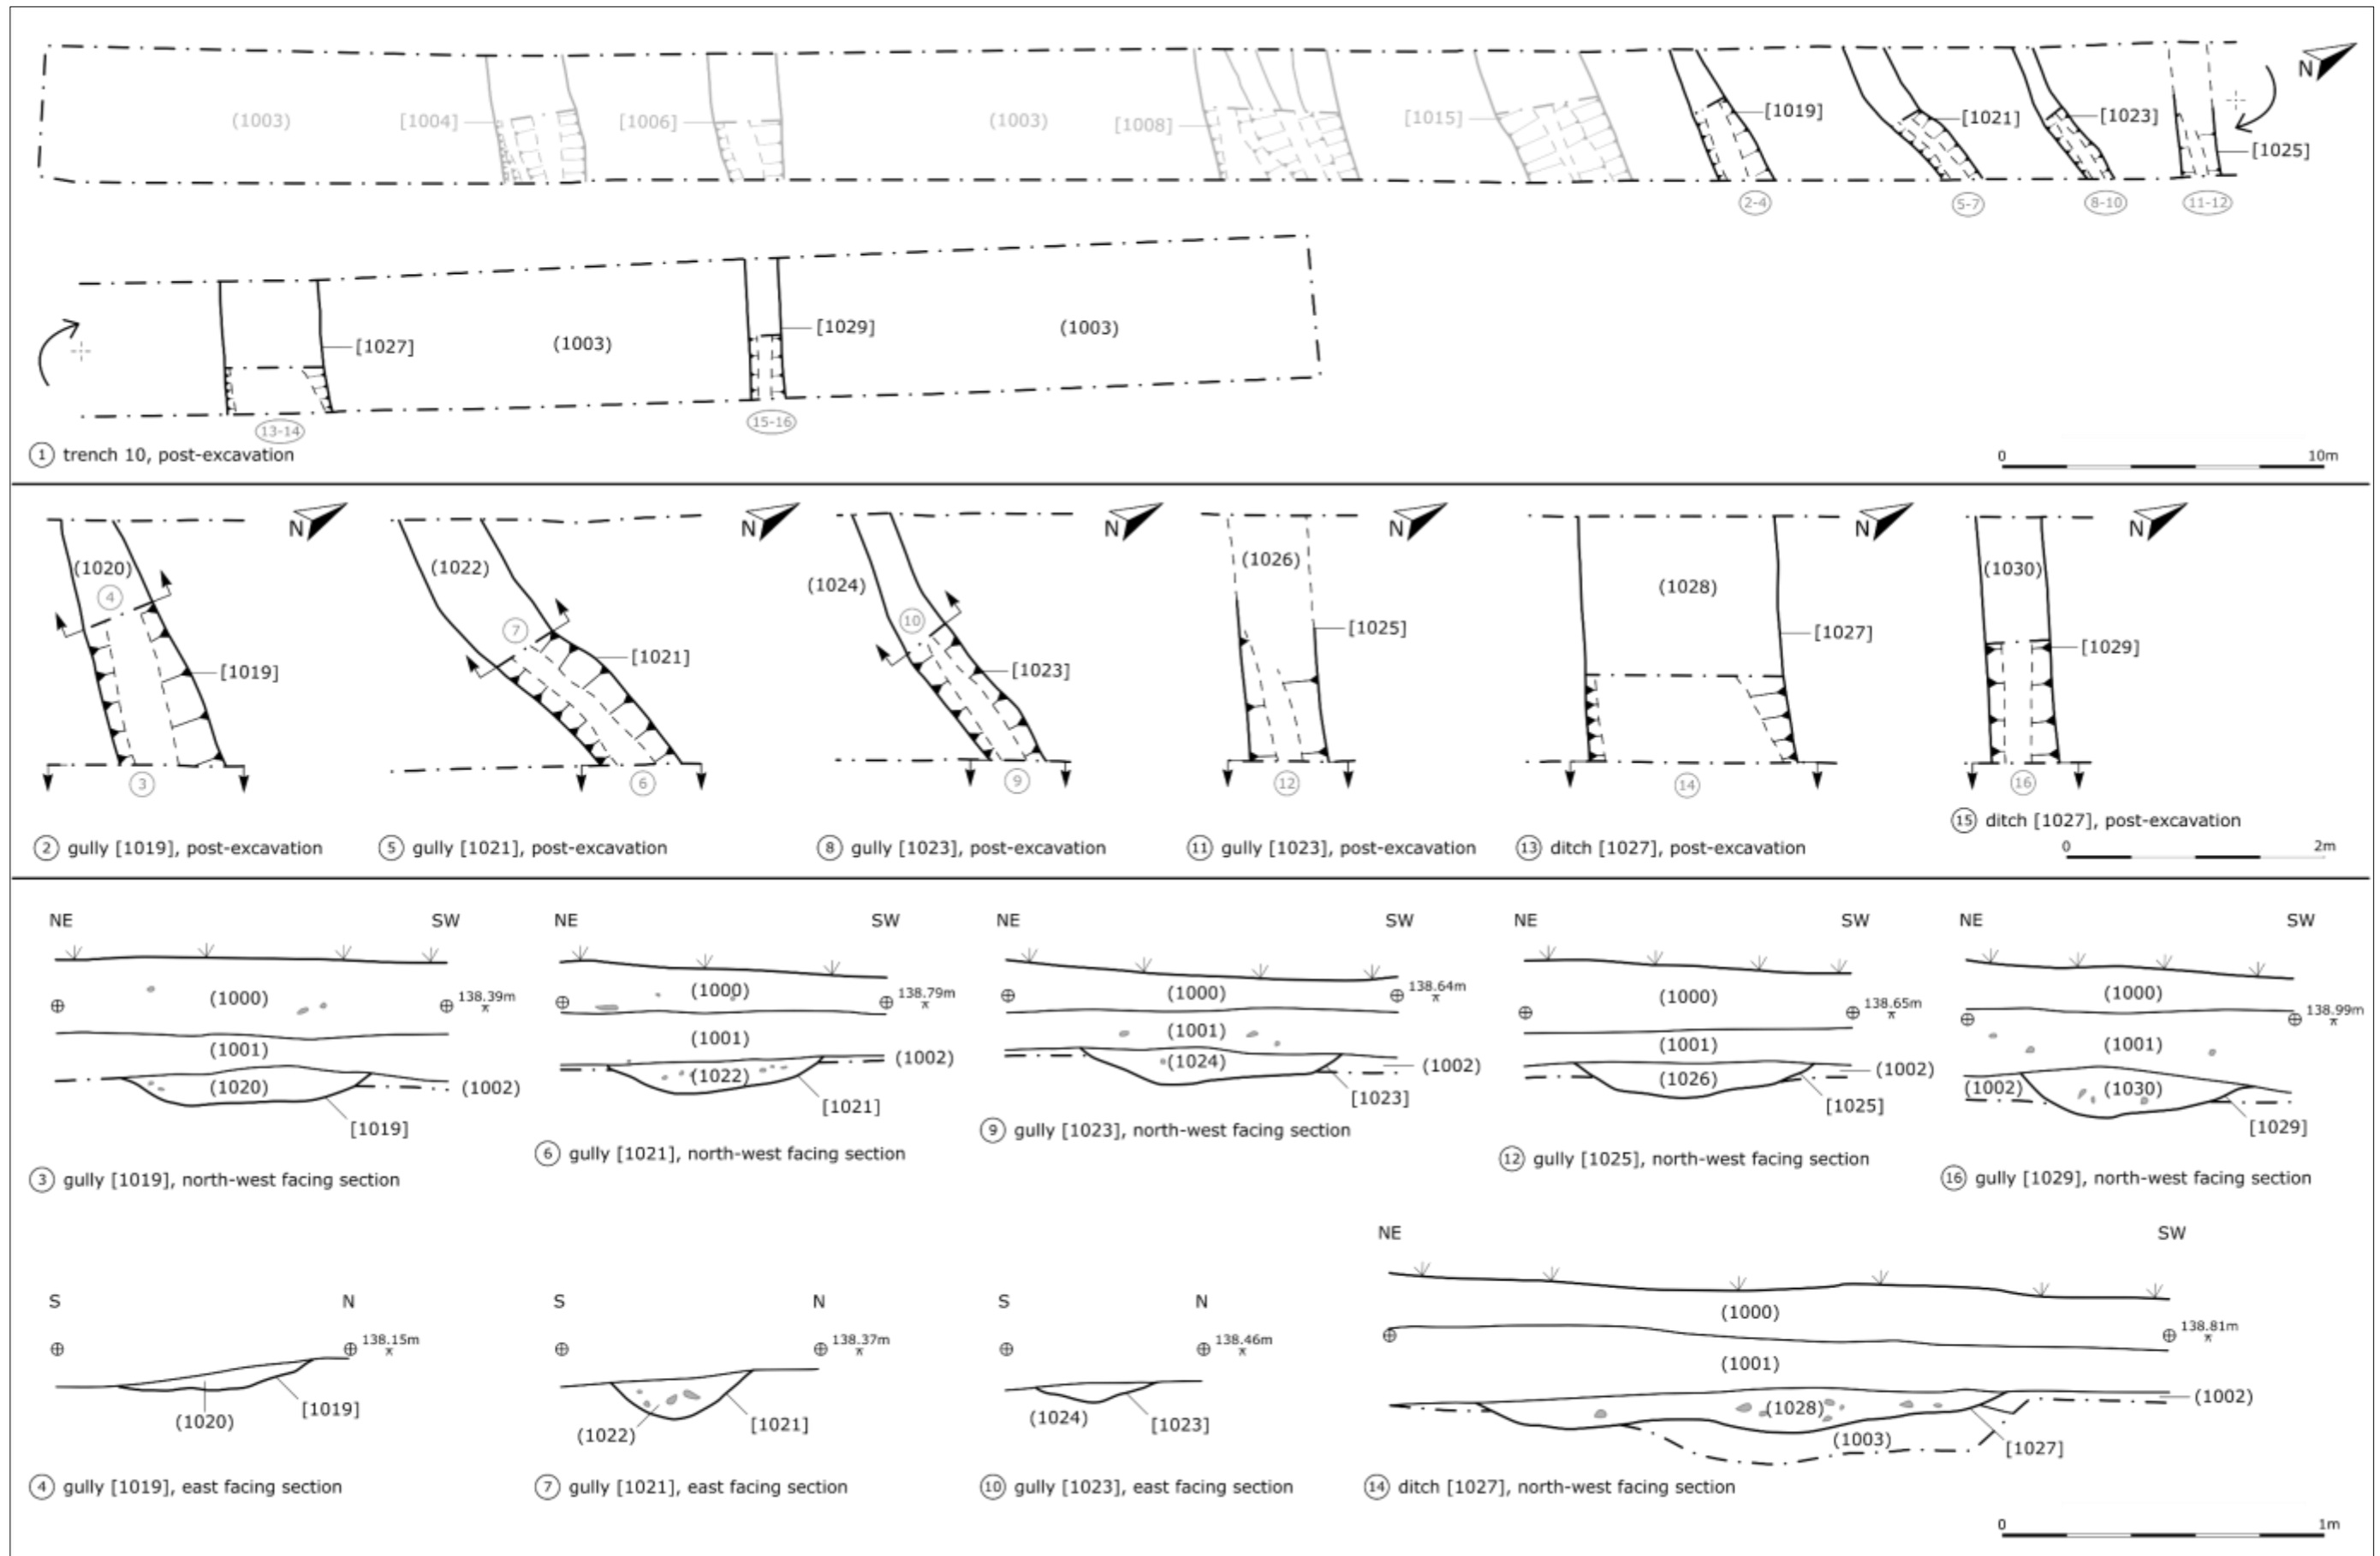 (1003) [1004] [1006] (1003) [1008] [1015] [1019] [1021] [1023] [1025] N
2-4 5-7 8-10 11-12
[1027] (1003) [1029] (1003)
13-14 15-16
1 trench 10, post-excavation
0 10m
N N N N N N
(1020) (1022) (1024) (1026) (1028) (1030)
4 7 10
[1019] [1021] [1023] [1025] [1027] [1029]
3 6 9 12 14 16
2 gully [1019], post-excavation
5 gully [1021], post-excavation
8 gully [1023], post-excavation
11 gully [1023], post-excavation
13 ditch [1027], post-excavation
15 ditch [1027], post-excavation
0 2m
NE SW
(1000) 138.39m
(1001)
(1020) (1002)
[1019]
3 gully [1019], north-west facing section
NE SW
(1000) 138.79m
(1001) (1002)
(1022)
[1021]
6 gully [1021], north-west facing section
NE SW
(1000) 138.64m
(1001)
(1024) (1002)
[1023]
9 gully [1023], north-west facing section
NE SW
(1000) 138.65m
(1001)
(1026) (1002)
[1025]
12 gully [1025], north-west facing section
NE SW
(1000) 138.99m
(1001)
(1002) (1030)
[1029]
16 gully [1029], north-west facing section
S N
138.15m
(1020) [1019]
4 gully [1019], east facing section
S N
138.37m
(1022) [1021]
7 gully [1021], east facing section
S N
138.46m
(1024) [1023]
10 gully [1023], east facing section
NE SW
(1000)
138.81m
(1001)
(1002)
(1028)
(1003) [1027]
14 ditch [1027], north-west facing section
0 1m